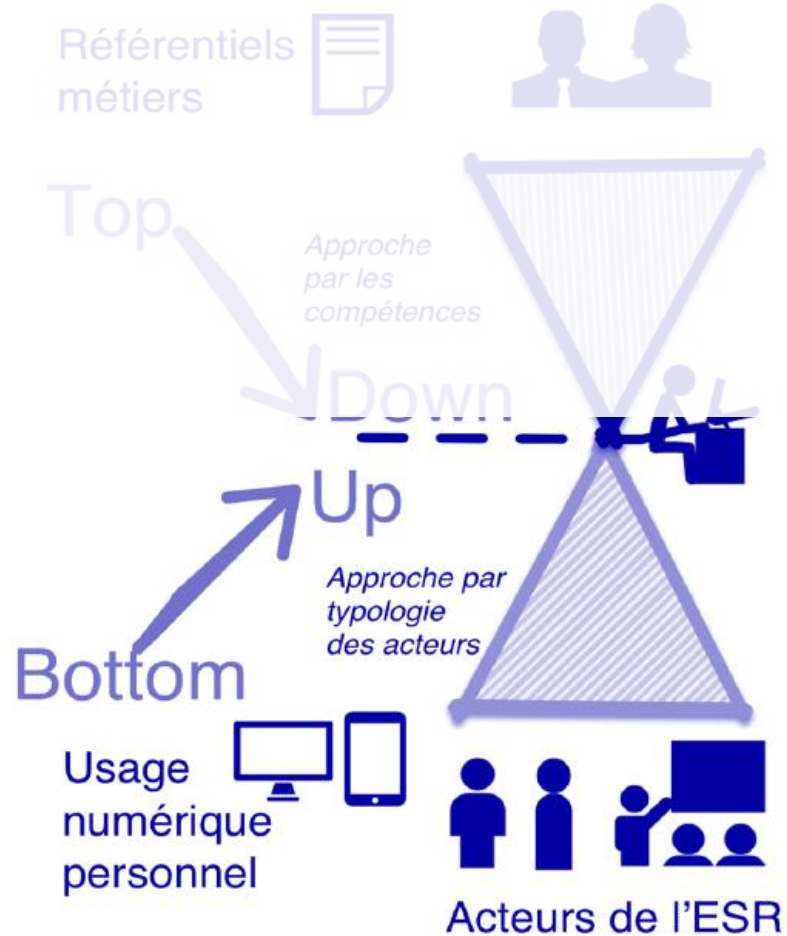 Référentiels
métiers
Top
Approche
par les
compétences
Down
Up
Approche par
typologie
des acteurs
Bottom
Usage
numérique
personnel
Acteurs de l'ESR